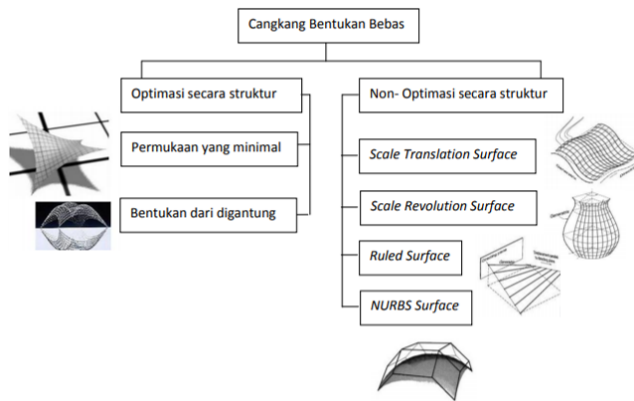 Cangkang Bentukan Bebas
Optimasi secara struktur
Non- Optimasi secara struktur
Permukaan yang minimal
Scale Translation Surface
Bentukan dari digantung
Scale Revolution Surface
Ruled Surface
NURBS Surface